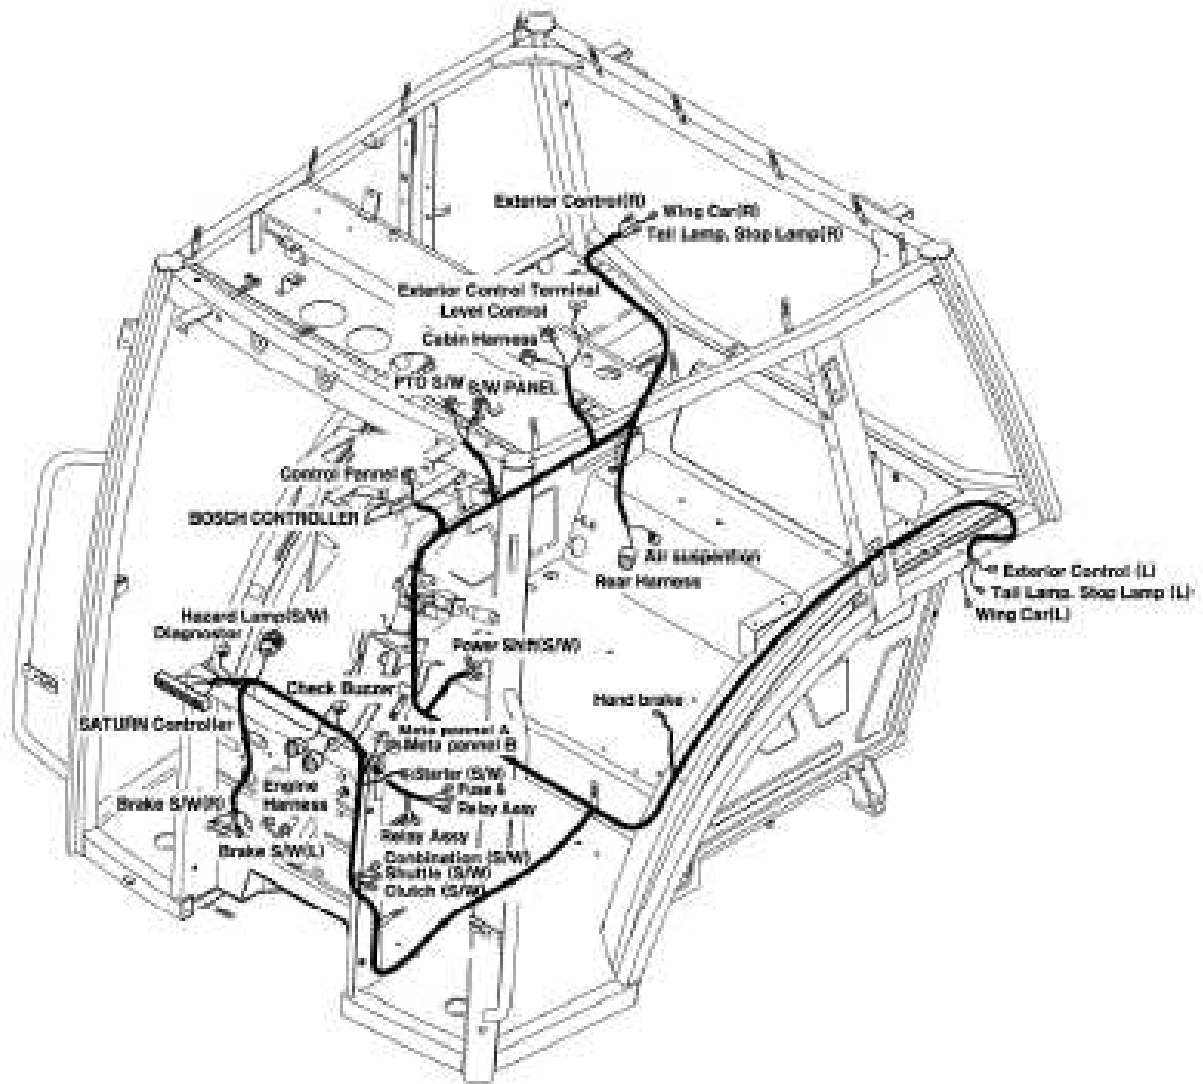 Exterior Control(R)
Wing Car(R)
Tail Lamp, Stop Lamp(R)
Exterior Control Terminal
Level Control
Cabin Harness
PTO S/W
S/W PANEL
Control Pannel
BOSCH CONTROLLER
Air suspention
Rear Harness
Exterior Control (L)
Tail Lamp, Stop Lamp (L)
Wing Car(L)
Hazard Lamp(S/W)
Diagnostor
Power Shift(S/W)
Check Buzzer
Hand brake
SATURN Controller
Meta pannel A
Meta pannel B
Starter (S/W)
Engine
Harness
Fuse &
Relay Assy
Brake S/W(R)
Relay Assy
Brake S/W(L)
Conbination (S/W)
Shuttle (S/W)
Clutch (S/W)